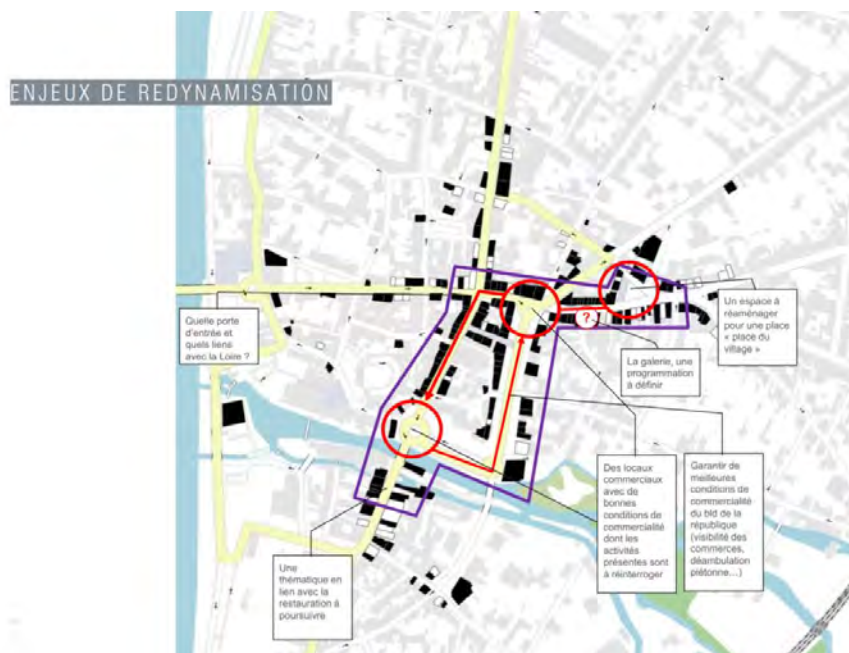 ENJEUX DE REDYNAMISATION
Quelle porte
d'entrée et
quels liens
avec la Loire ?
?
Un espace à
réaménager
pour une place
« place du
village »
La galerie, une
programmation
à définir
Des locaux
commerciaux
avec de
bonnes
conditions de
commercialité
dont les
activités
présentes sont
à réinterroger
Garantir de
meilleures
conditions de
commercialité
du bld de la
république
(visibilité des
commerces,
déambulation
piétonne…)
Une
thématique en
lien avec la
restauration à
poursuivre